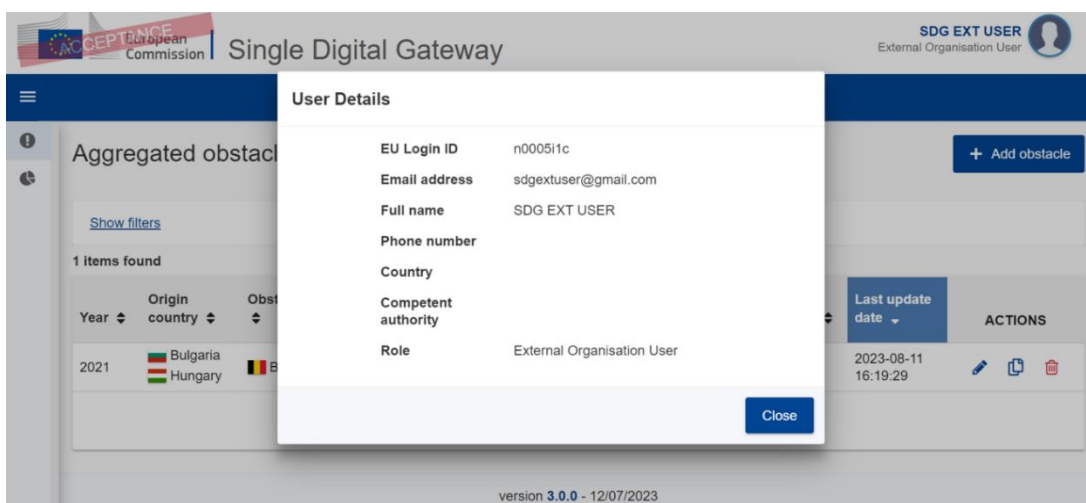 ACCEPTANCE
European
Commission
Single Digital Gateway
SDG EXT USER
External Organisation User
User Details
EU Login ID n0005i1c
Email address sdgextuser@gmail.com
Full name SDG EXT USER
Phone number
Country
Competent
authority
Role External Organisation User
Close
Aggregated obstacl
+ Add obstacle
Show filters
1 items found
Year Origin
country Obst Last update
date ACTIONS
2021 Bulgaria
Hungary B 2023-08-11
16:19:29
version 3.0.0 - 12/07/2023